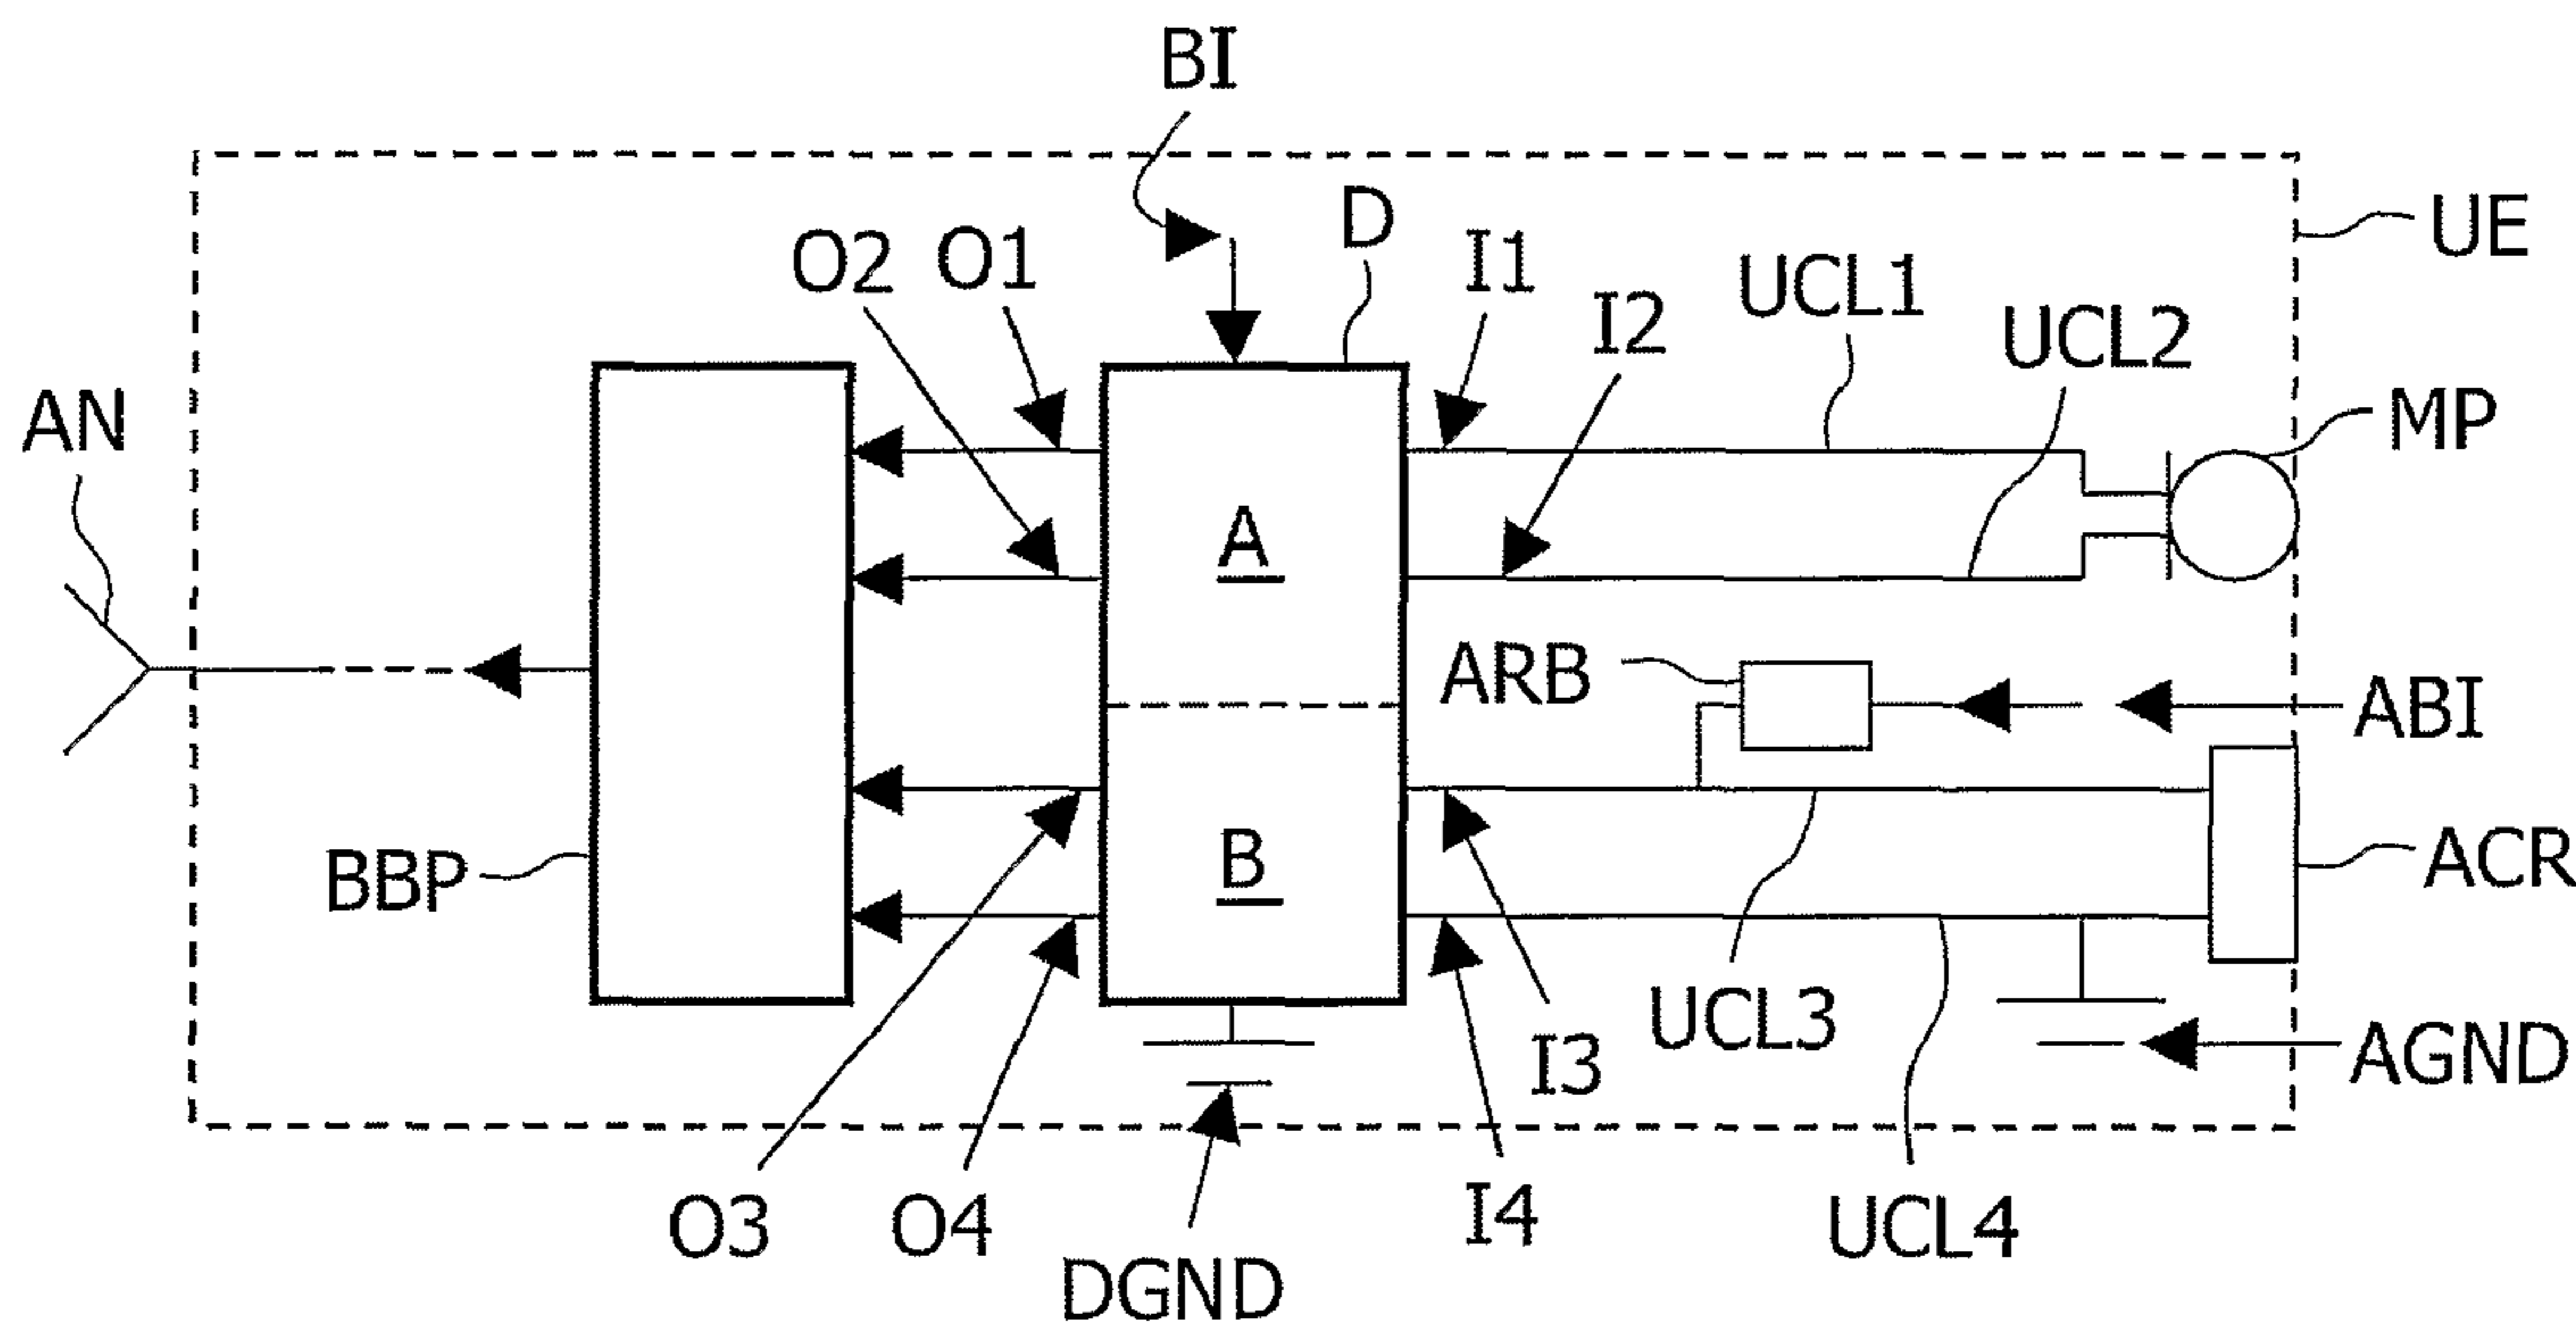 BI
D
UE
O2
O1
I1
UCL1
I2
UCL2
AN
MP
A
ARB
ABI
BBP
B
ACR
UCL3
I3
AGND
O3
O4
I4
UCL4
DGND